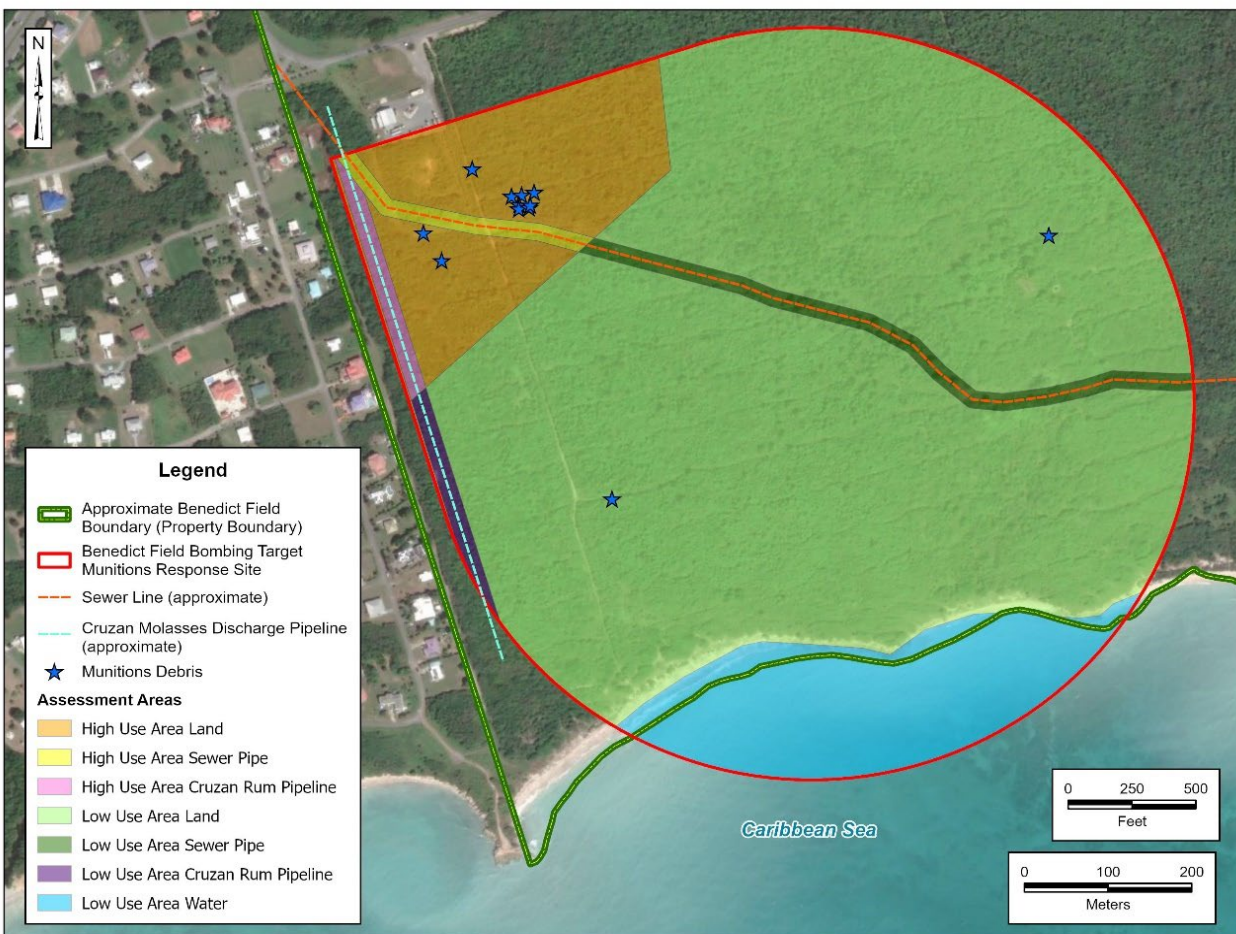 N
Legend
Approximate Benedict Field
Boundary (Property Boundary)
Benedict Field Bombing Target
Munitions Response Site
Sewer Line (approximate)
Cruzan Molasses Discharge Pipeline
(approximate)
Munitions Debris
Assessment Areas
High Use Area Land
High Use Area Sewer Pipe
High Use Area Cruzan Rum Pipeline
Low Use Area Land
Low Use Area Sewer Pipe
Low Use Area Cruzan Rum Pipeline
Low Use Area Water
Caribbean Sea
0 250 500
Feet
0 100 200
Meters